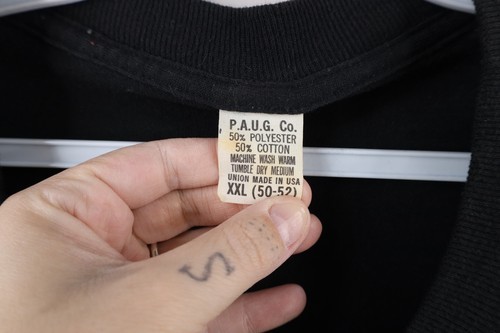 P.A.U.G. Co.
50% POLYESTER
50% COTTON
MACHINE WASH WARM
TUMBLE DRY MEDIUM
UNION MADE IN USA
XXL (50-52)
S